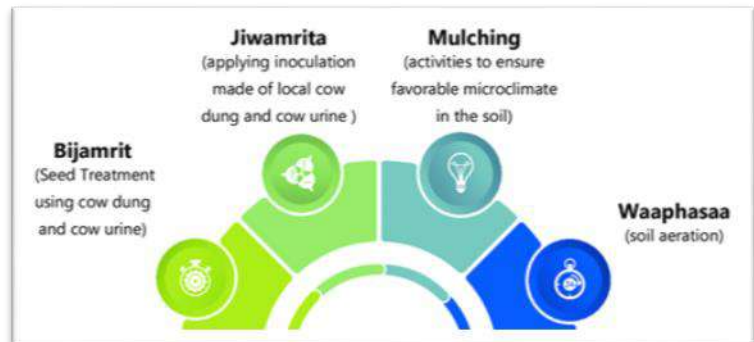 Bijamrit
(Seed Treatment
using cow dung
and cow urine)
Jiwamrita
(applying inoculation
made of local cow
dung and cow urine )
Mulching
(activities to ensure
favorable microclimate
in the soil)
Waaphasaa
(soil aeration)